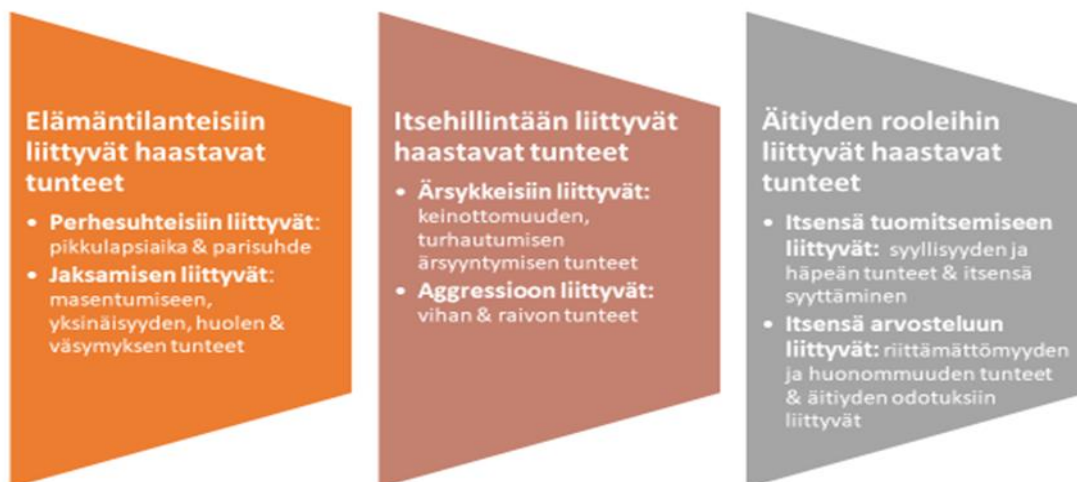 Elämäntilanteisiin
liittyvät haastavat
tunteet
• Perhesuhteisiin liittyvät:
pikkulapsiaika & parisuhde
• Jaksamisen liittyvät:
masentumiseen,
yksinäisyyden, huolen &
väsymyksen tunteet
Itsehillintään liittyvät
haastavat tunteet
• Ärsykkeisiin liittyvät:
keinottomuuden,
turhautumisen
ärsyyntymisen tunteet
• Aggressioon liittyvät:
vihan & raivon tunteet
Äitiyden rooleihin
liittyvät haastavat
tunteet
• Itsensä tuomitsemiseen
liittyvät: syyllisyyden ja
häpeän tunteet & itsensä
syyttäminen
• Itsensä arvosteluun
liittyvät: riittämättömyyden
ja huonommuuden tunteet
& äitiyden odotuksiin
liittyvät